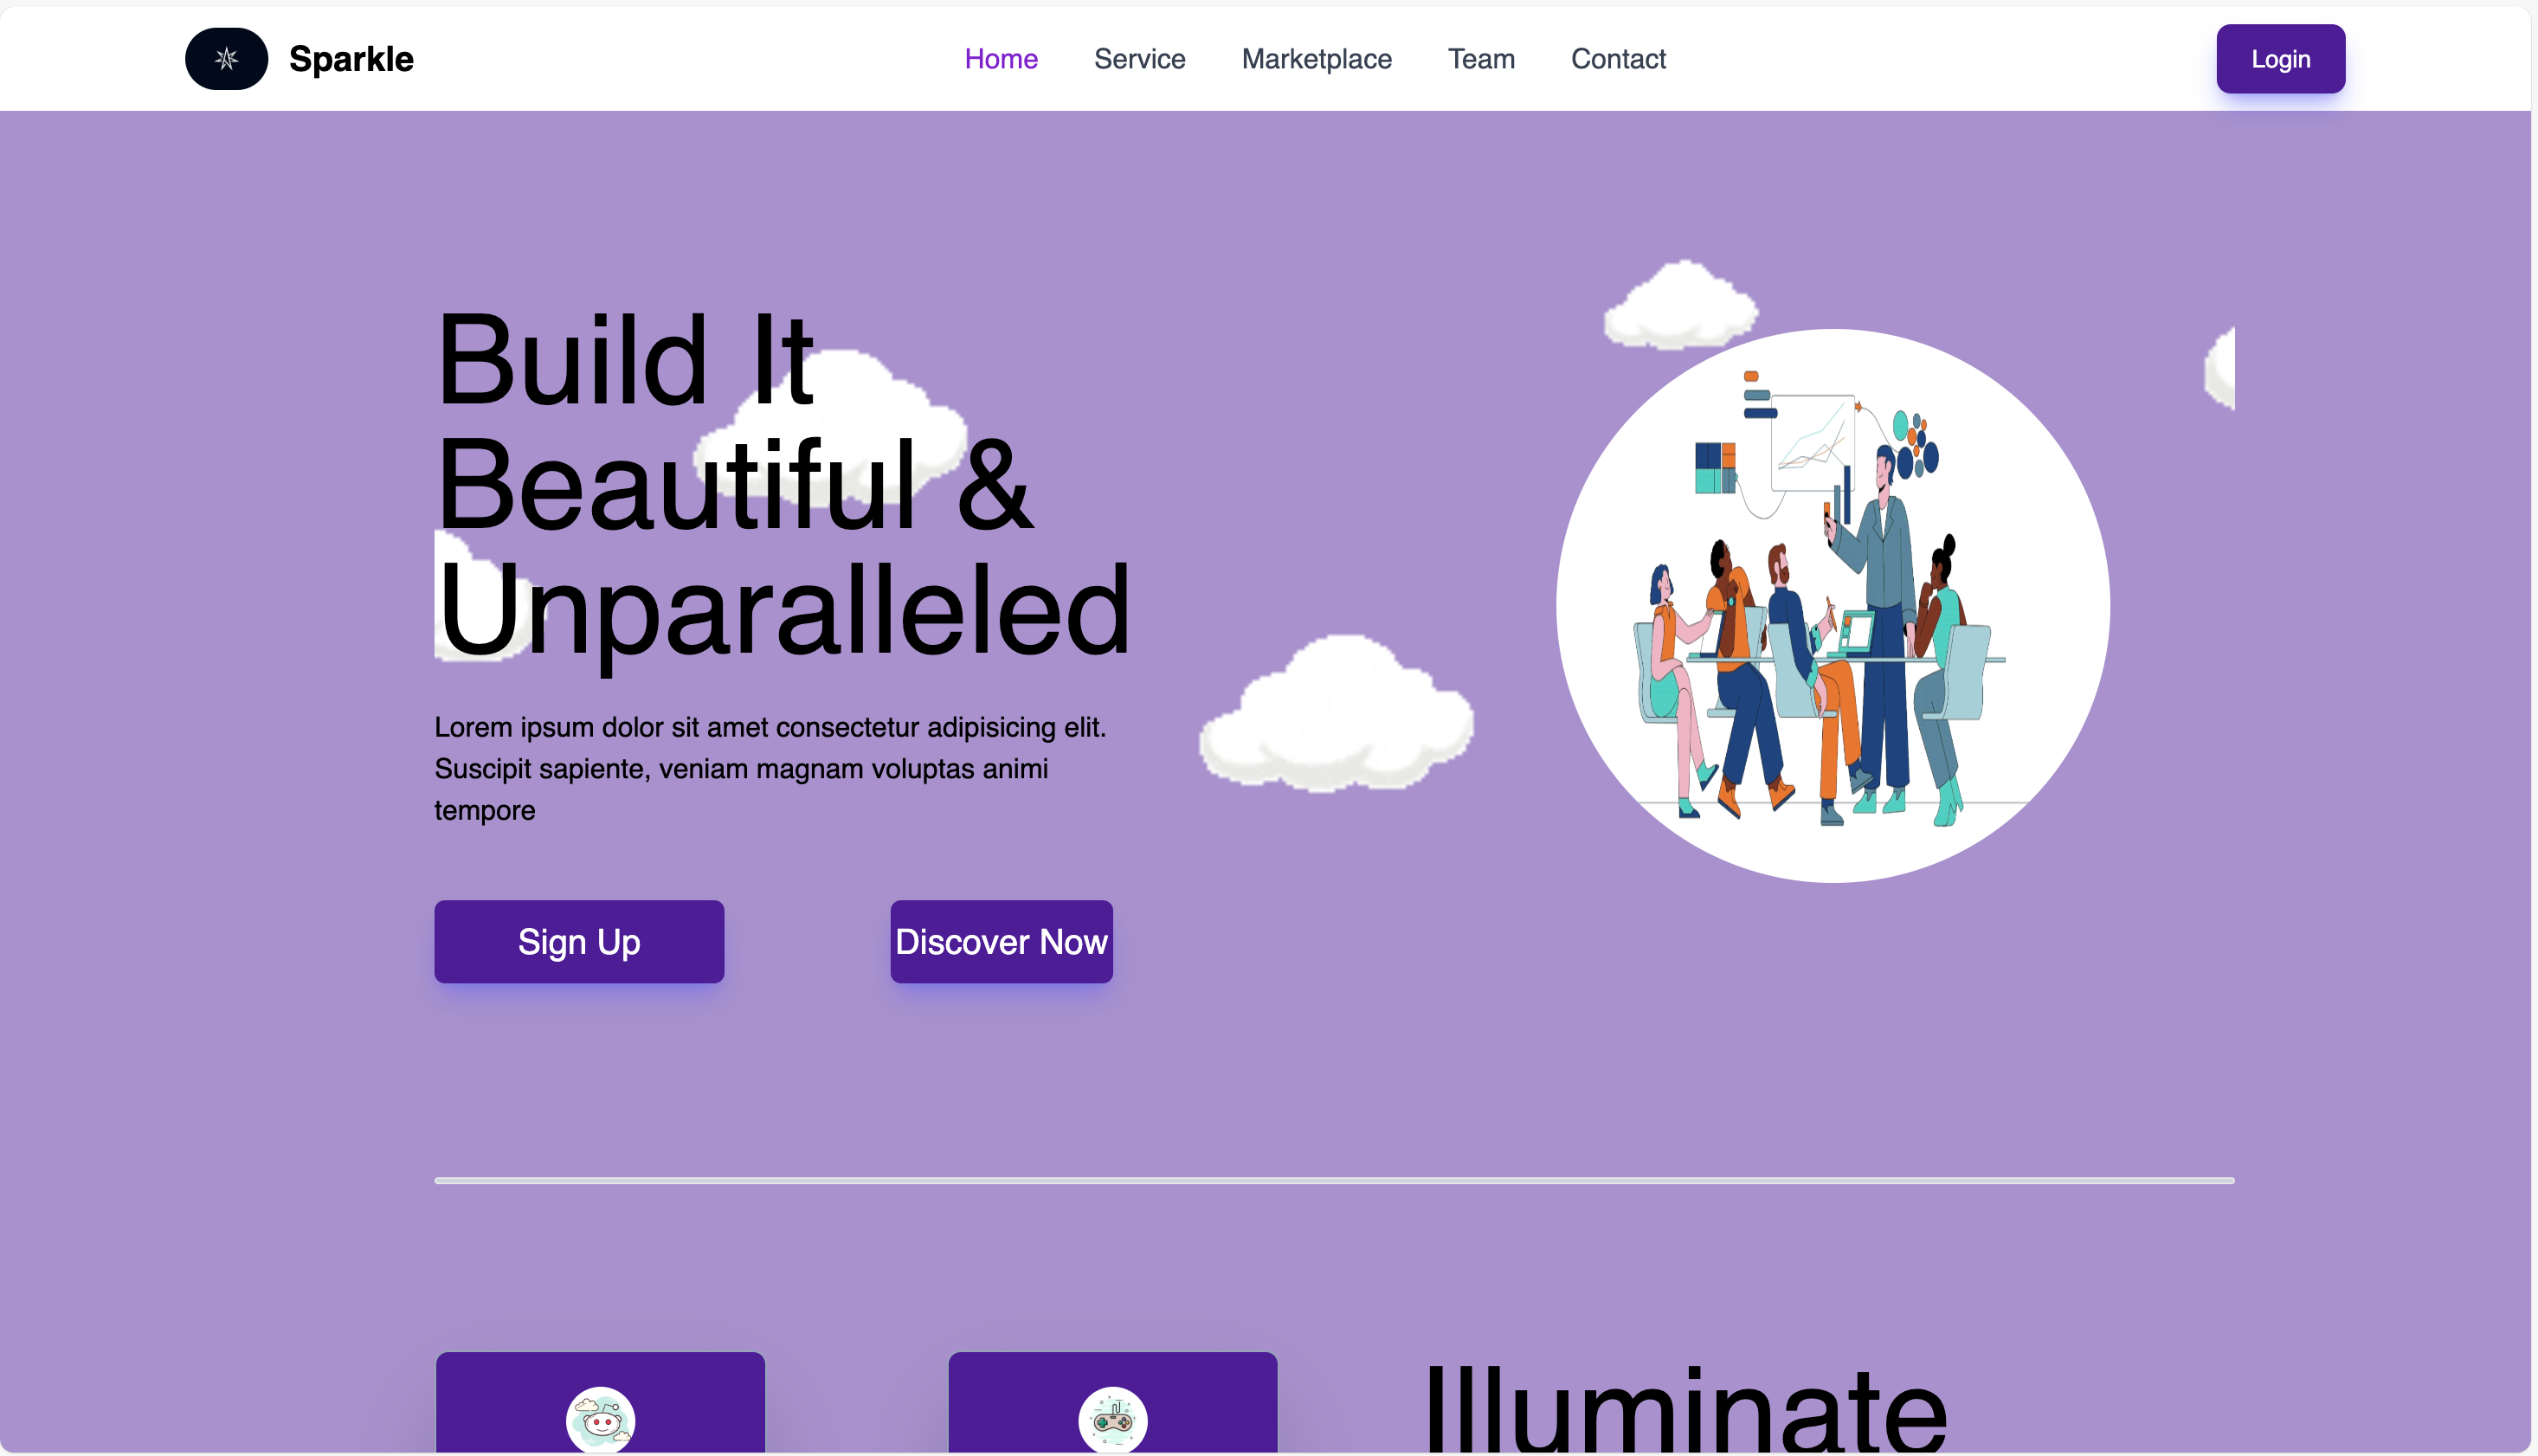 Sparkle
Home Service Marketplace Team Contact
Login
Build It
Beautiful &
Unparalleled
Lorem ipsum dolor sit amet consectetur adipisicing elit.
Suscipit sapiente, veniam magnam voluptas animi
tempore
Sign Up
Discover Now
Illuminate